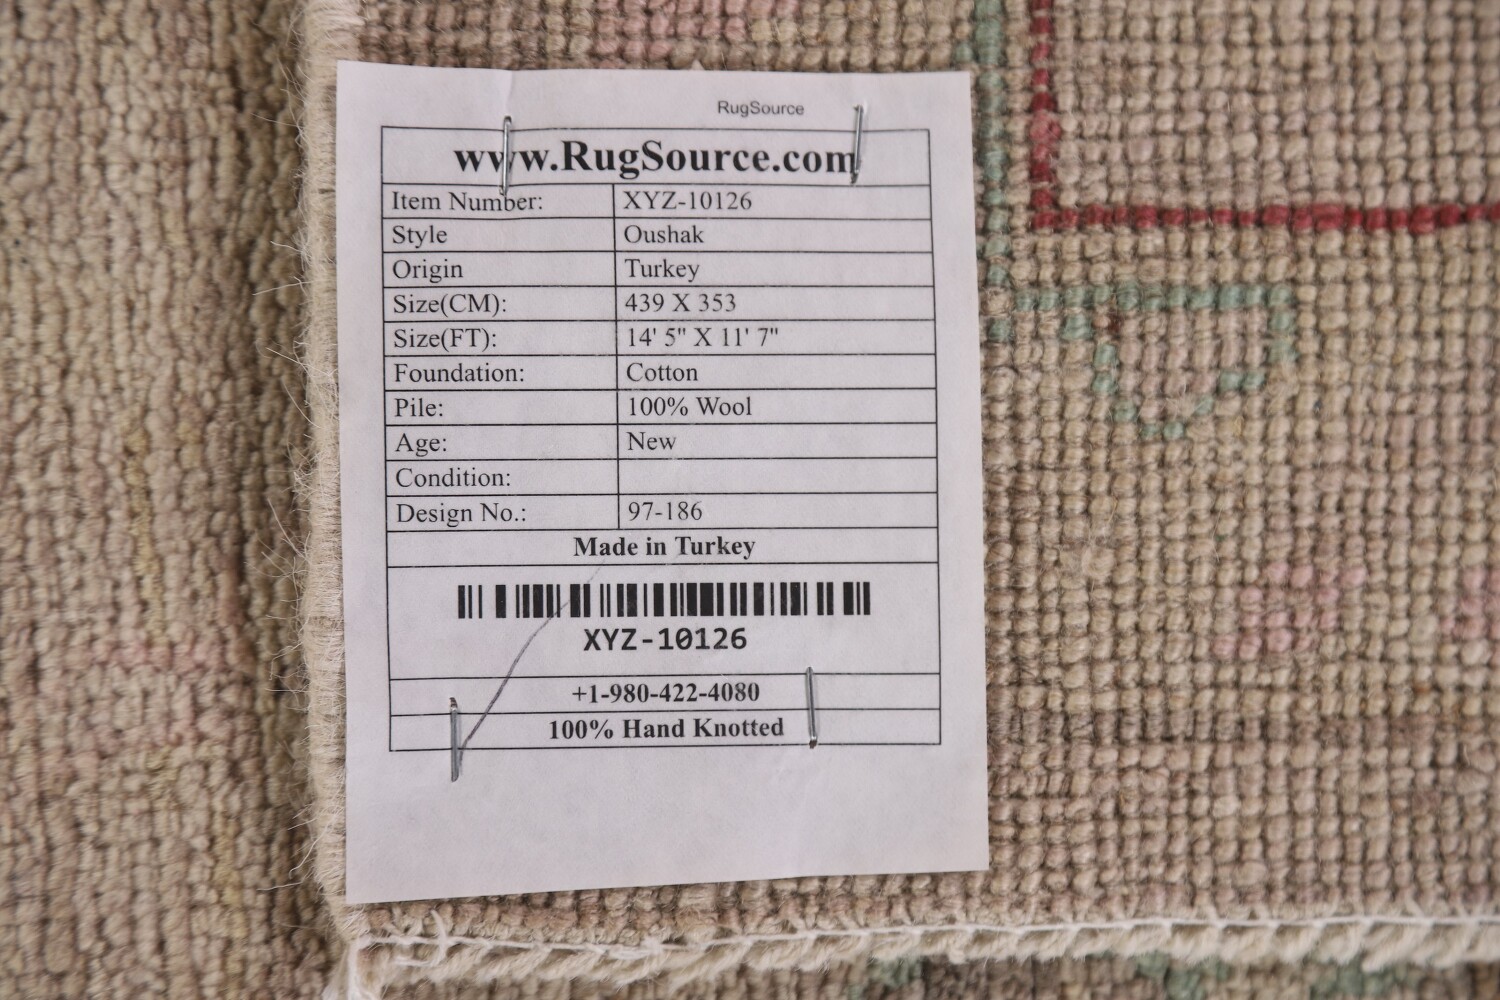 RugSource
www.RugSource.com
Item Number: XYZ-10126
Style Oushak
Origin Turkey
Size(CM): 439 X 353
Size(FT): 14' 5" X 11' 7"
Foundation: Cotton
Pile: 100% Wool
Age: New
Condition:
Design No.: 97-186
Made in Turkey
XYZ-10126
+1-980-422-4080
100% Hand Knotted